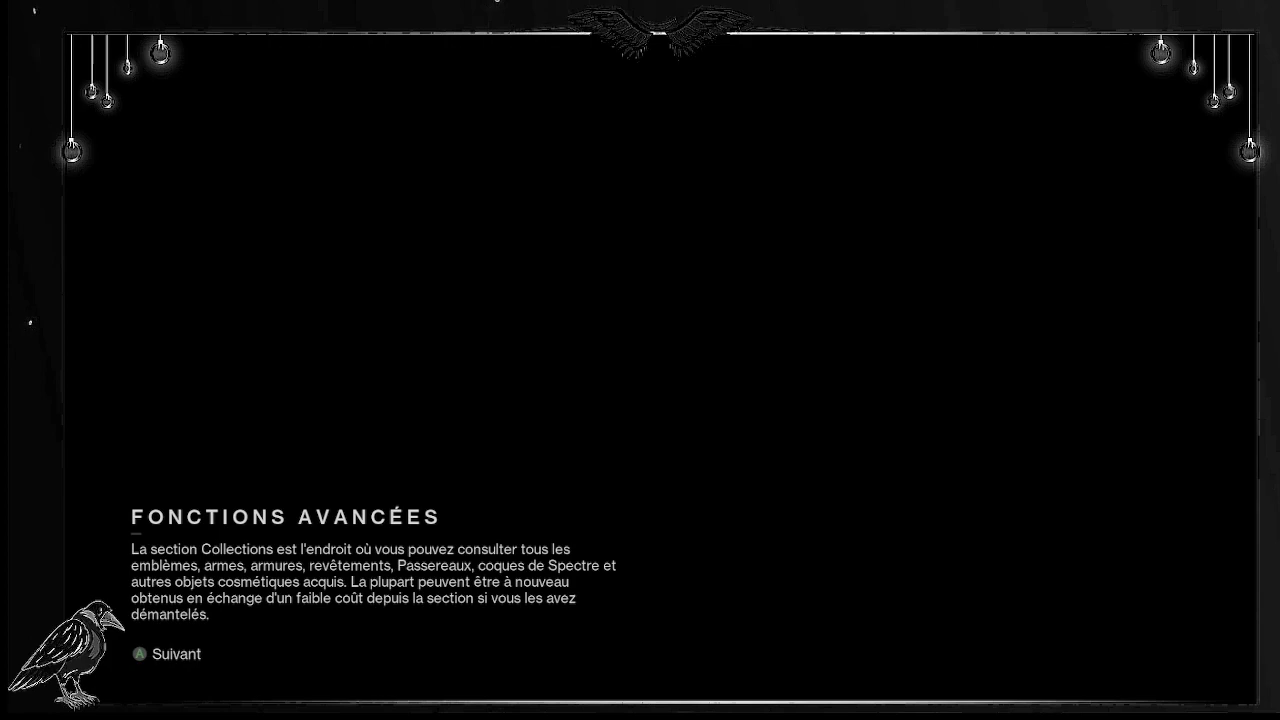 FONCTIONS AVANCÉES
La section Collections est l'endroit où vous pouvez consulter tous les
emblèmes, armes, armures, revêtements, Passereaux, coques de Spectre et
autres objets cosmétiques acquis. La plupart peuvent être à nouveau
obtenus en échange d'un faible coût depuis la section si vous les avez
démantelés.
A Suivant